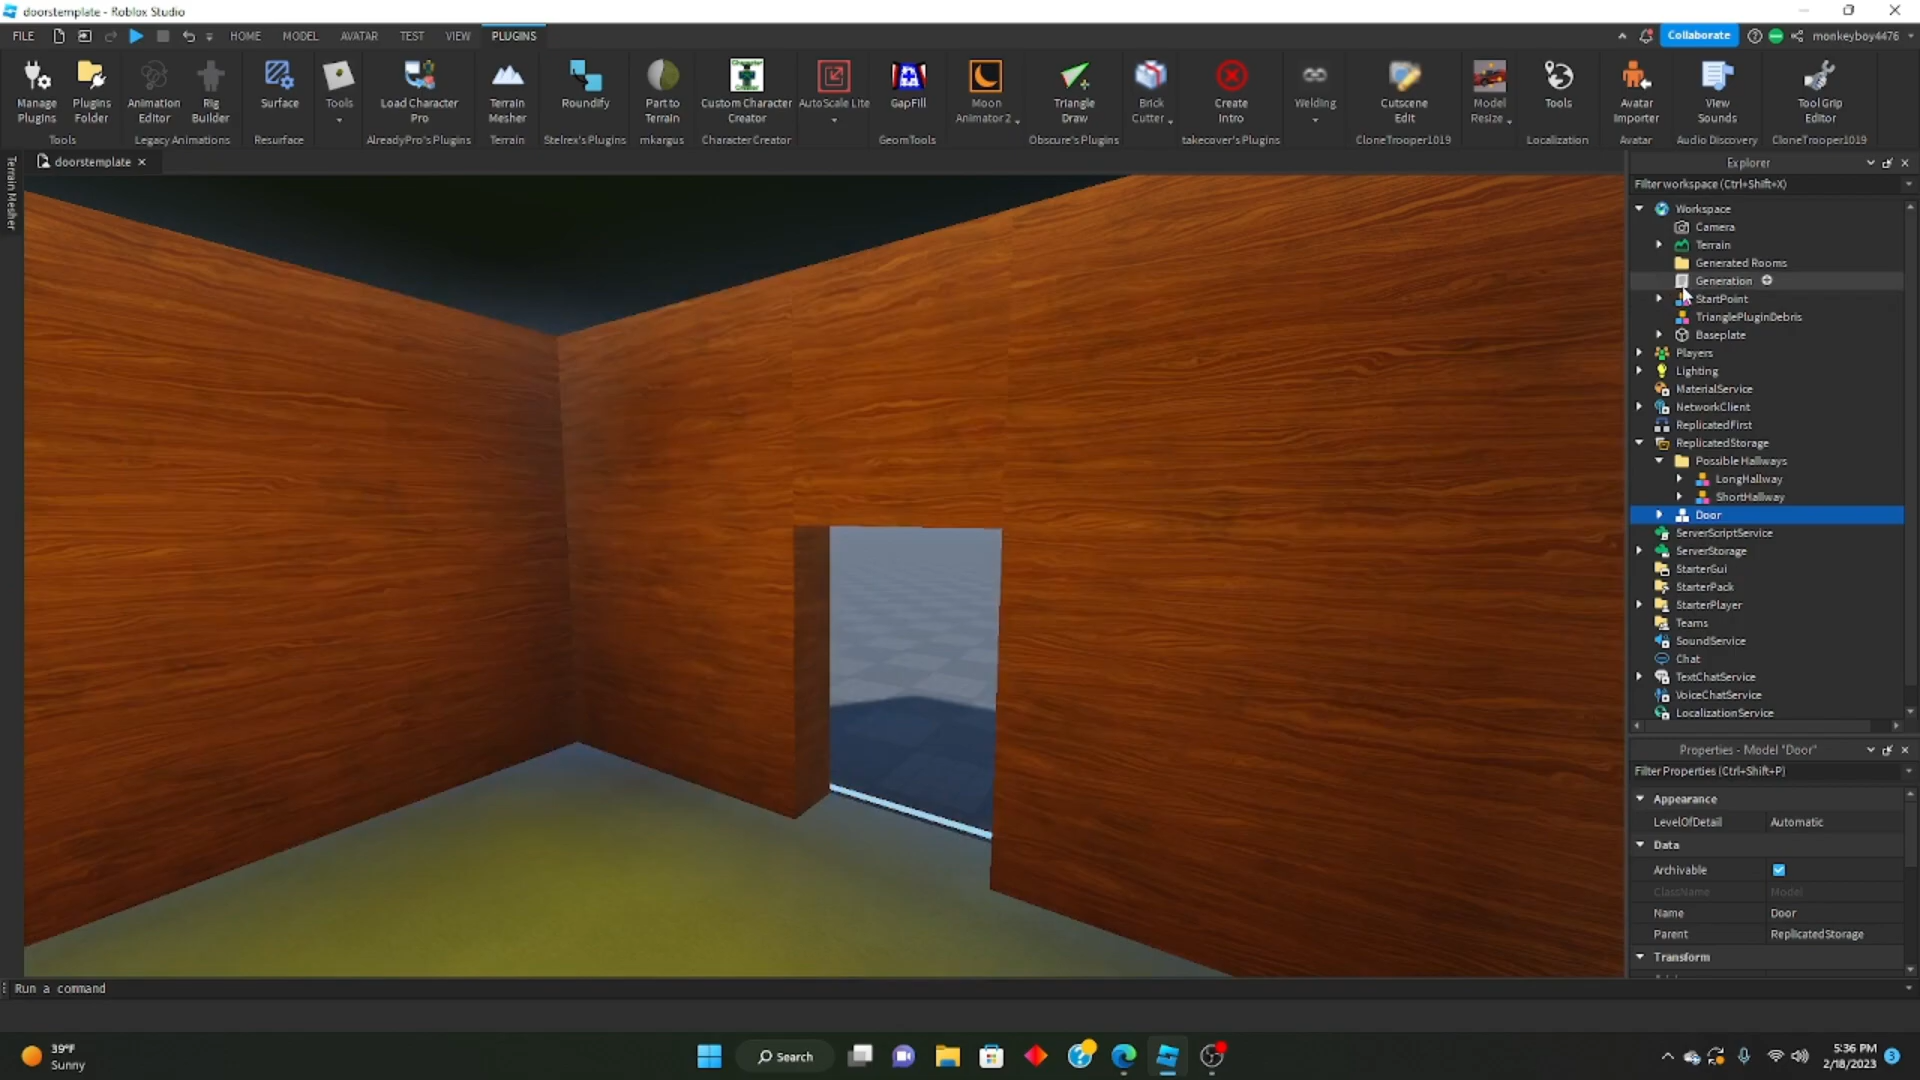 doorstemplate - Roblox Studio
FILE
HOME
MODEL
AVATAR
TEST
VIEW
PLUGINS
Collaborate
monkeyboy4476
Manage Plugins
Plugins Folder
Animation Editor
Rig Builder
Surface
Tools
Load Character Pro
Terrain Mesher
Roundify
Part to Terrain
Custom Character Creator
AutoScale Lite
GapFill
Moon Animator 2
Triangle Draw
Brick Cutter
Create Intro
Welding
Cutscene Edit
Model Resize
Tools
Avatar Importer
View Sounds
Tool Grip Editor
Tools
Legacy Animations
Resurface
AlreadyPro's Plugins
Terrain
Stelrex's Plugins
mkargus
CharacterCreator
GeomTools
Obscure's Plugins
takeover's Plugins
CloneTrooper1019
Localization
Avatar
Audio Discovery
CloneTrooper1019
doorstemplate
Terrain Mesher
Explorer
Filter workspace (Ctrl+Shift+X)
Workspace
Camera
Terrain
Generated Rooms
Generation
StartPoint
TrianglePluginDebris
Baseplate
Players
Lighting
MaterialService
NetworkClient
ReplicatedFirst
ReplicatedStorage
Possible Hallways
LongHallway
ShortHallway
Door
ServerScriptService
ServerStorage
StarterGui
StarterPack
StarterPlayer
Teams
SoundService
Chat
TextChatService
VoiceChatService
LocalizationService
Properties - Model "Door"
Filter Properties (Ctrl+Shift+P)
Appearance
LevelOfDetail Automatic
Data
Archivable
ClassName Model
Name Door
Parent ReplicatedStorage
Transform
Run a command
39°F
Sunny
Search
5:36 PM
2/18/2023
3